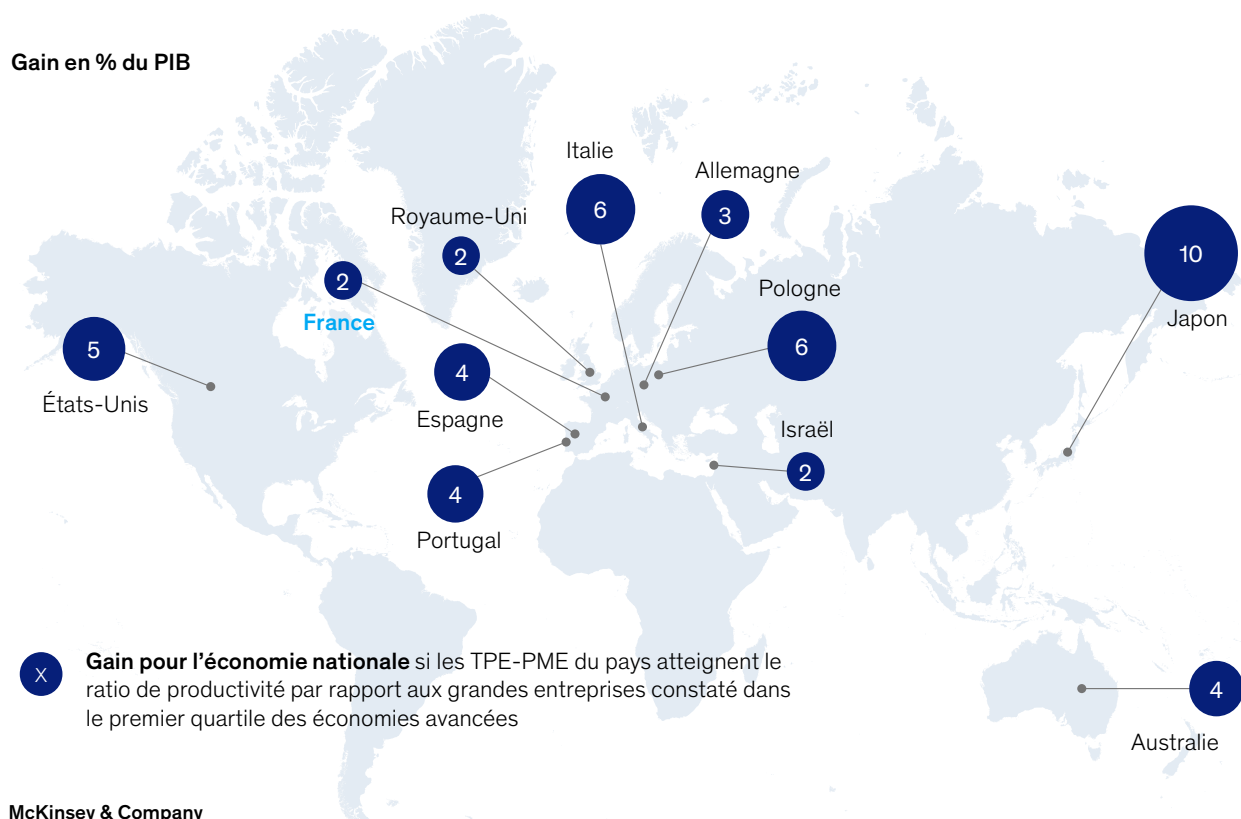 Gain en % du PIB
Italie
6
Allemagne
3
Royaume-Uni
2
2
France
10
Japon
Pologne
6
5
États-Unis
4
Espagne
Israël
2
4
Portugal
X
Gain pour l'économie nationale si les TPE-PME du pays atteignent le
ratio de productivité par rapport aux grandes entreprises constaté dans
le premier quartile des économies avancées
4
Australie
McKinsey & Company